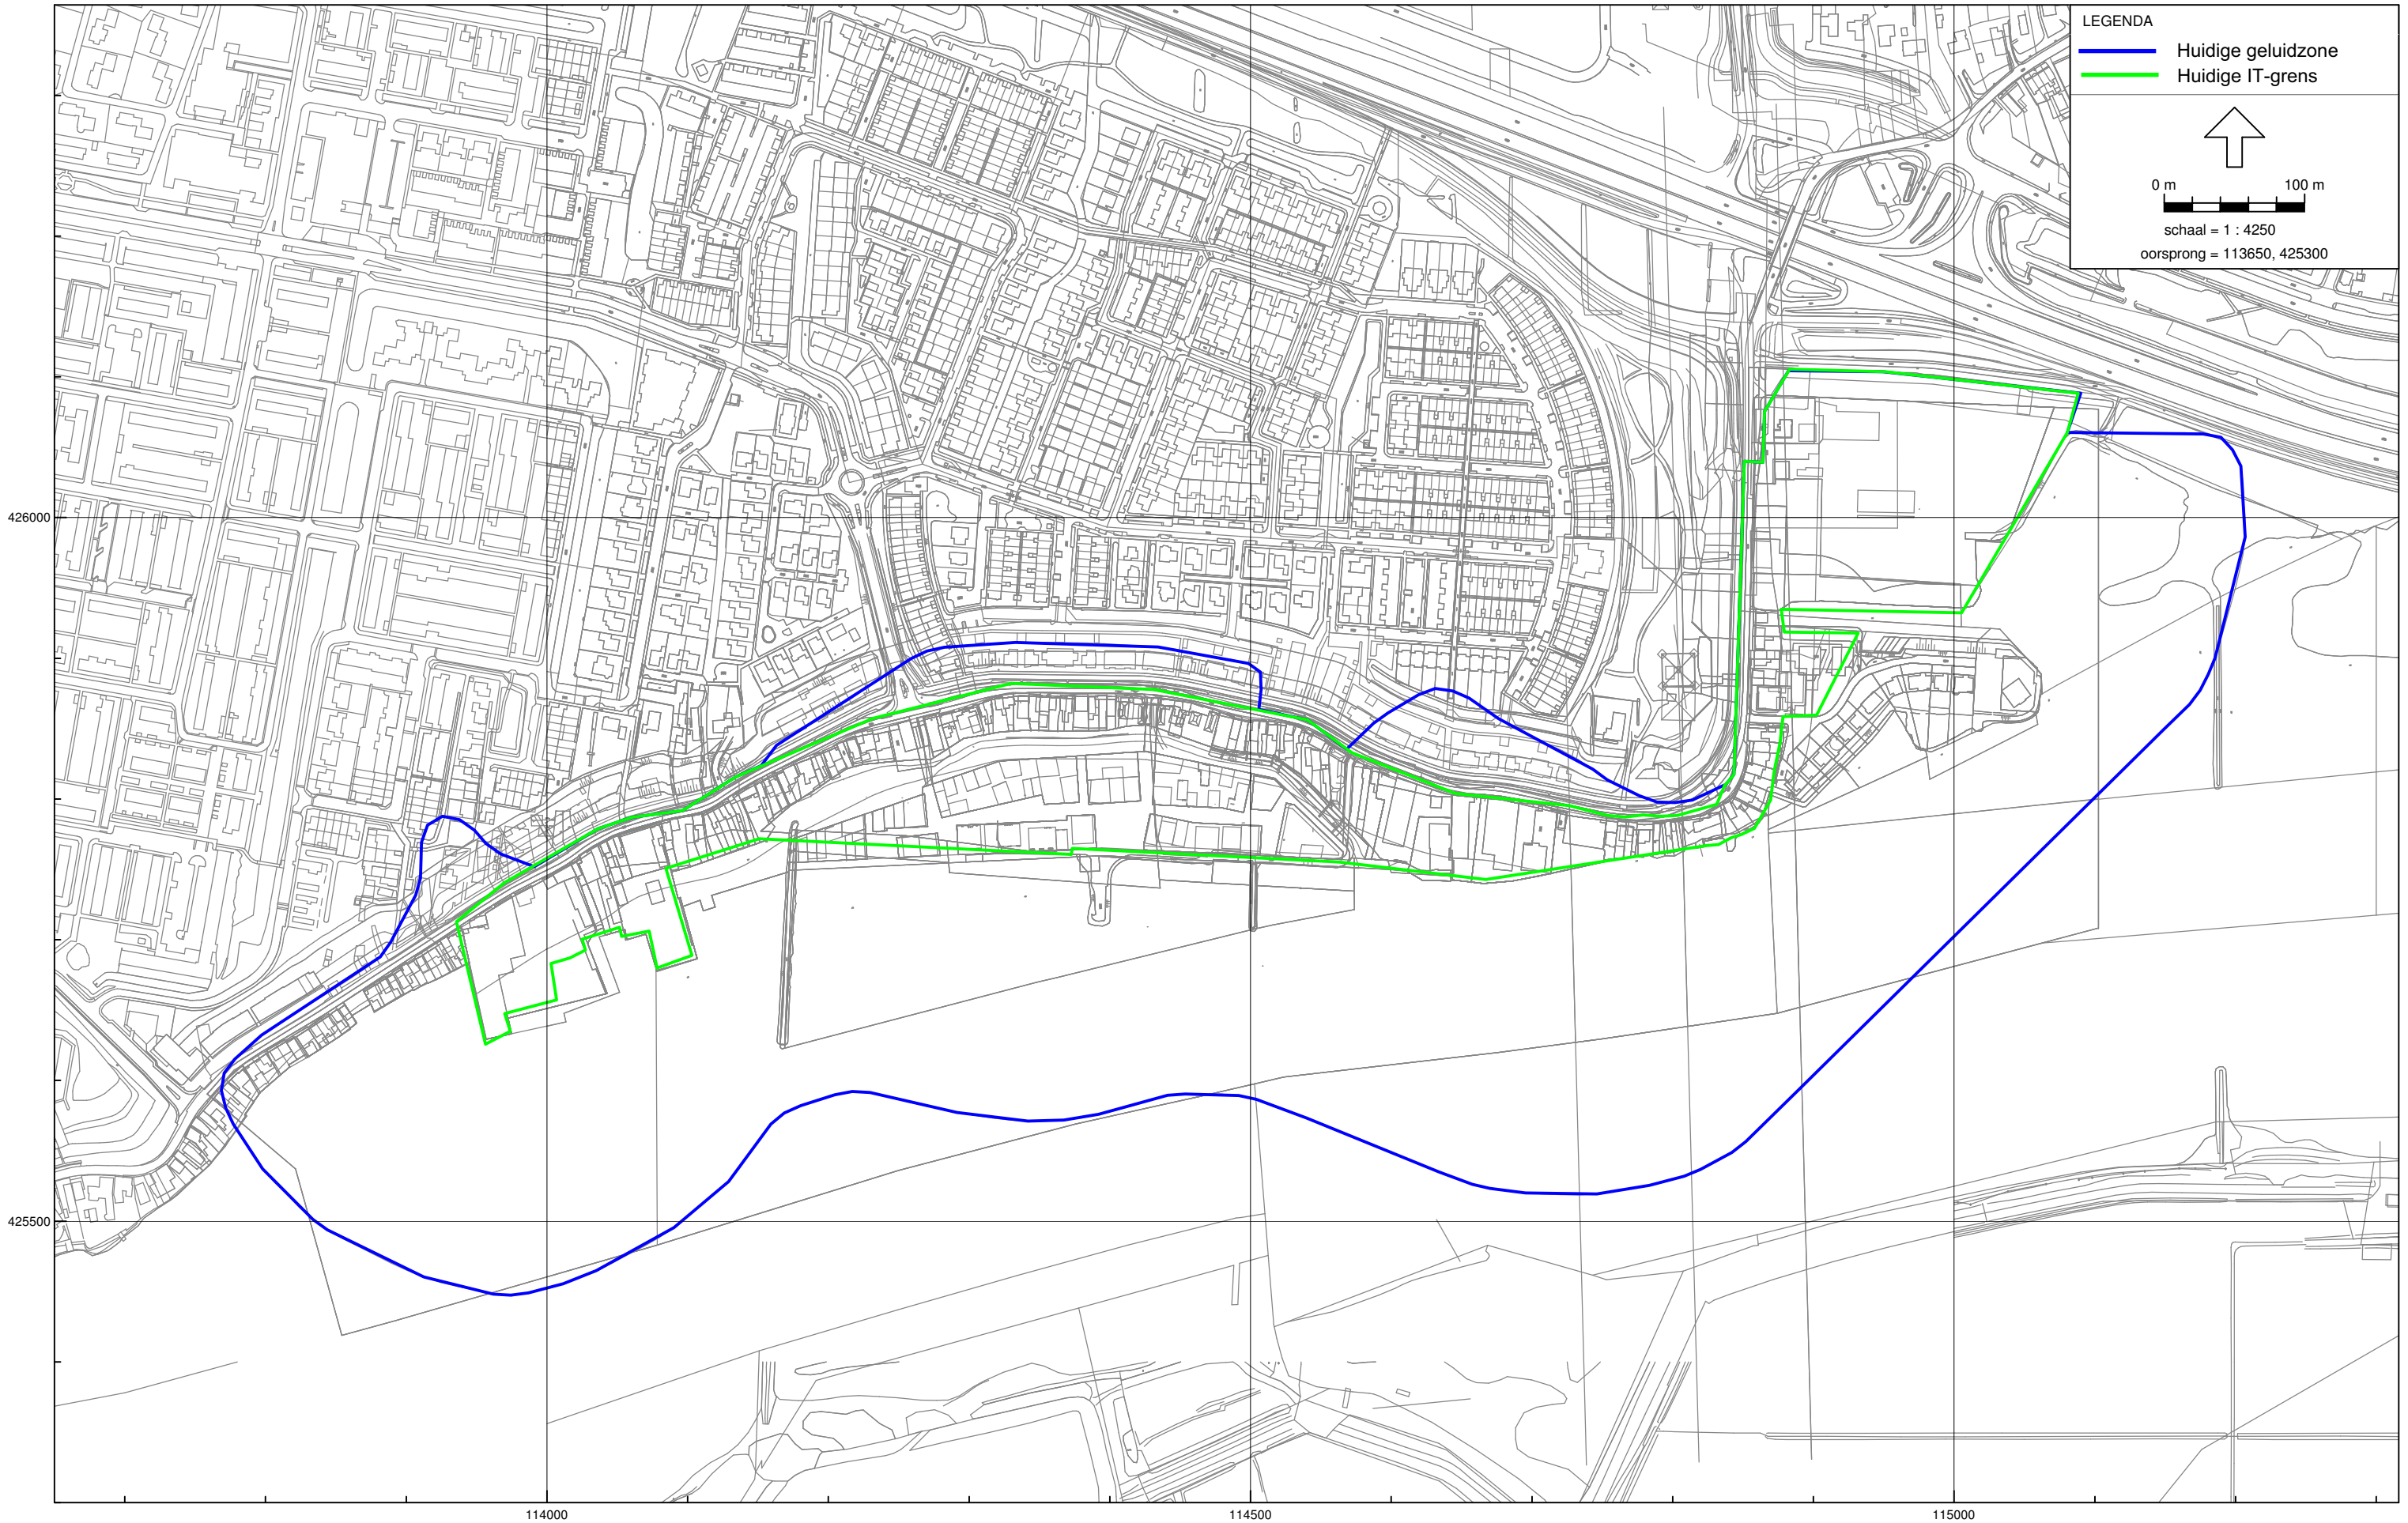 LEGENDA
Huidige geluidzone
Huidige IT-grens
0 m 100 m
schaal = 1 : 4250
oorsprong = 113650, 425300
426000
425500
114000 114500 115000